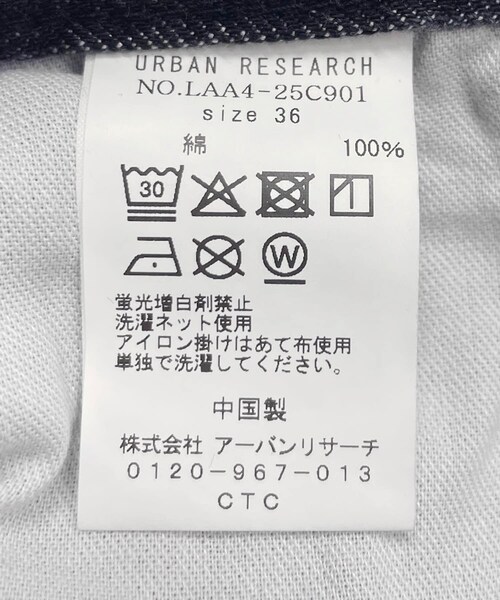 URBAN RESEARCH
NO.LAA4-25C901
size 36
綿 100%
30
W
蛍光増白剤禁止
洗濯ネット使用
アイロン掛けはあて布使用
単独で洗濯してください。
中国製
株式会社 アーバンリサーチ
0120-967-013
CTC